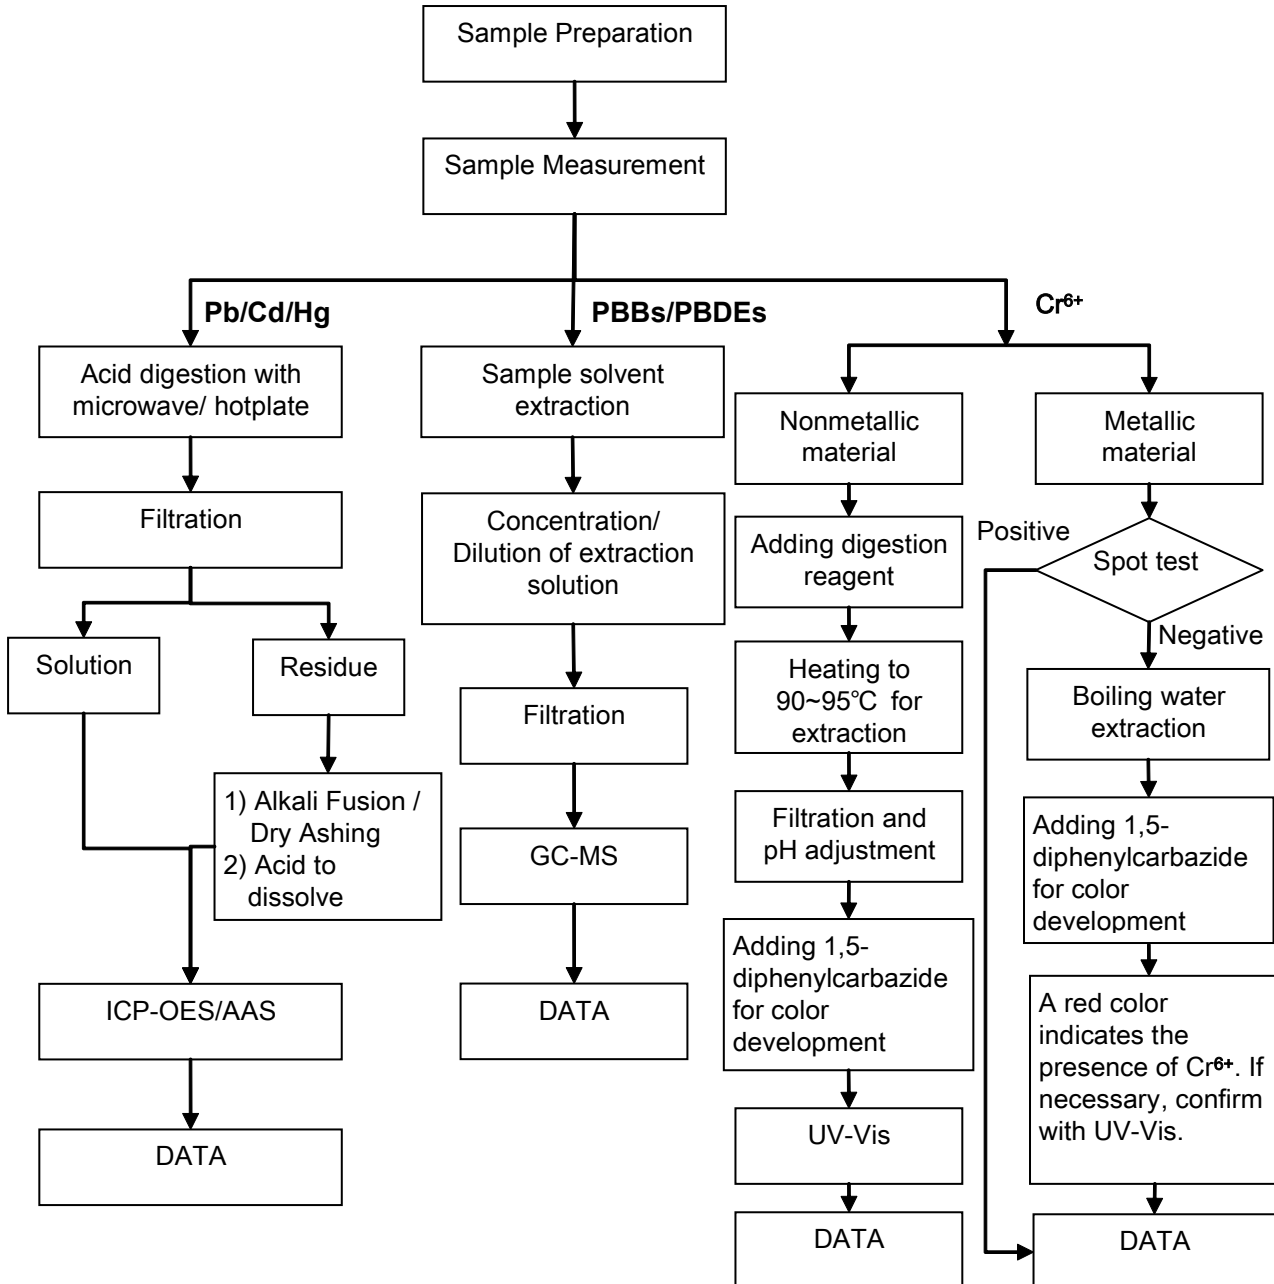 Sample Preparation
Sample Measurement
Pb/Cd/Hg
PBBs/PBDEs
Cr⁶⁺
Acid digestion with
microwave/ hotplate
Filtration
Solution
Residue
1) Alkali Fusion /
Dry Ashing
2) Acid to
dissolve
ICP-OES/AAS
DATA
Sample solvent
extraction
Concentration/
Dilution of extraction
solution
Filtration
GC-MS
DATA
Nonmetallic
material
Adding digestion
reagent
Heating to
90~95℃ for
extraction
Filtration and
pH adjustment
Adding 1,5-
diphenylcarbazide
for color
development
UV-Vis
DATA
Metallic
material
Positive
Spot test
Negative
Boiling water
extraction
Adding 1,5-
diphenylcarbazide
for color
development
A red color
indicates the
presence of Cr⁶⁺. If
necessary, confirm
with UV-Vis.
DATA